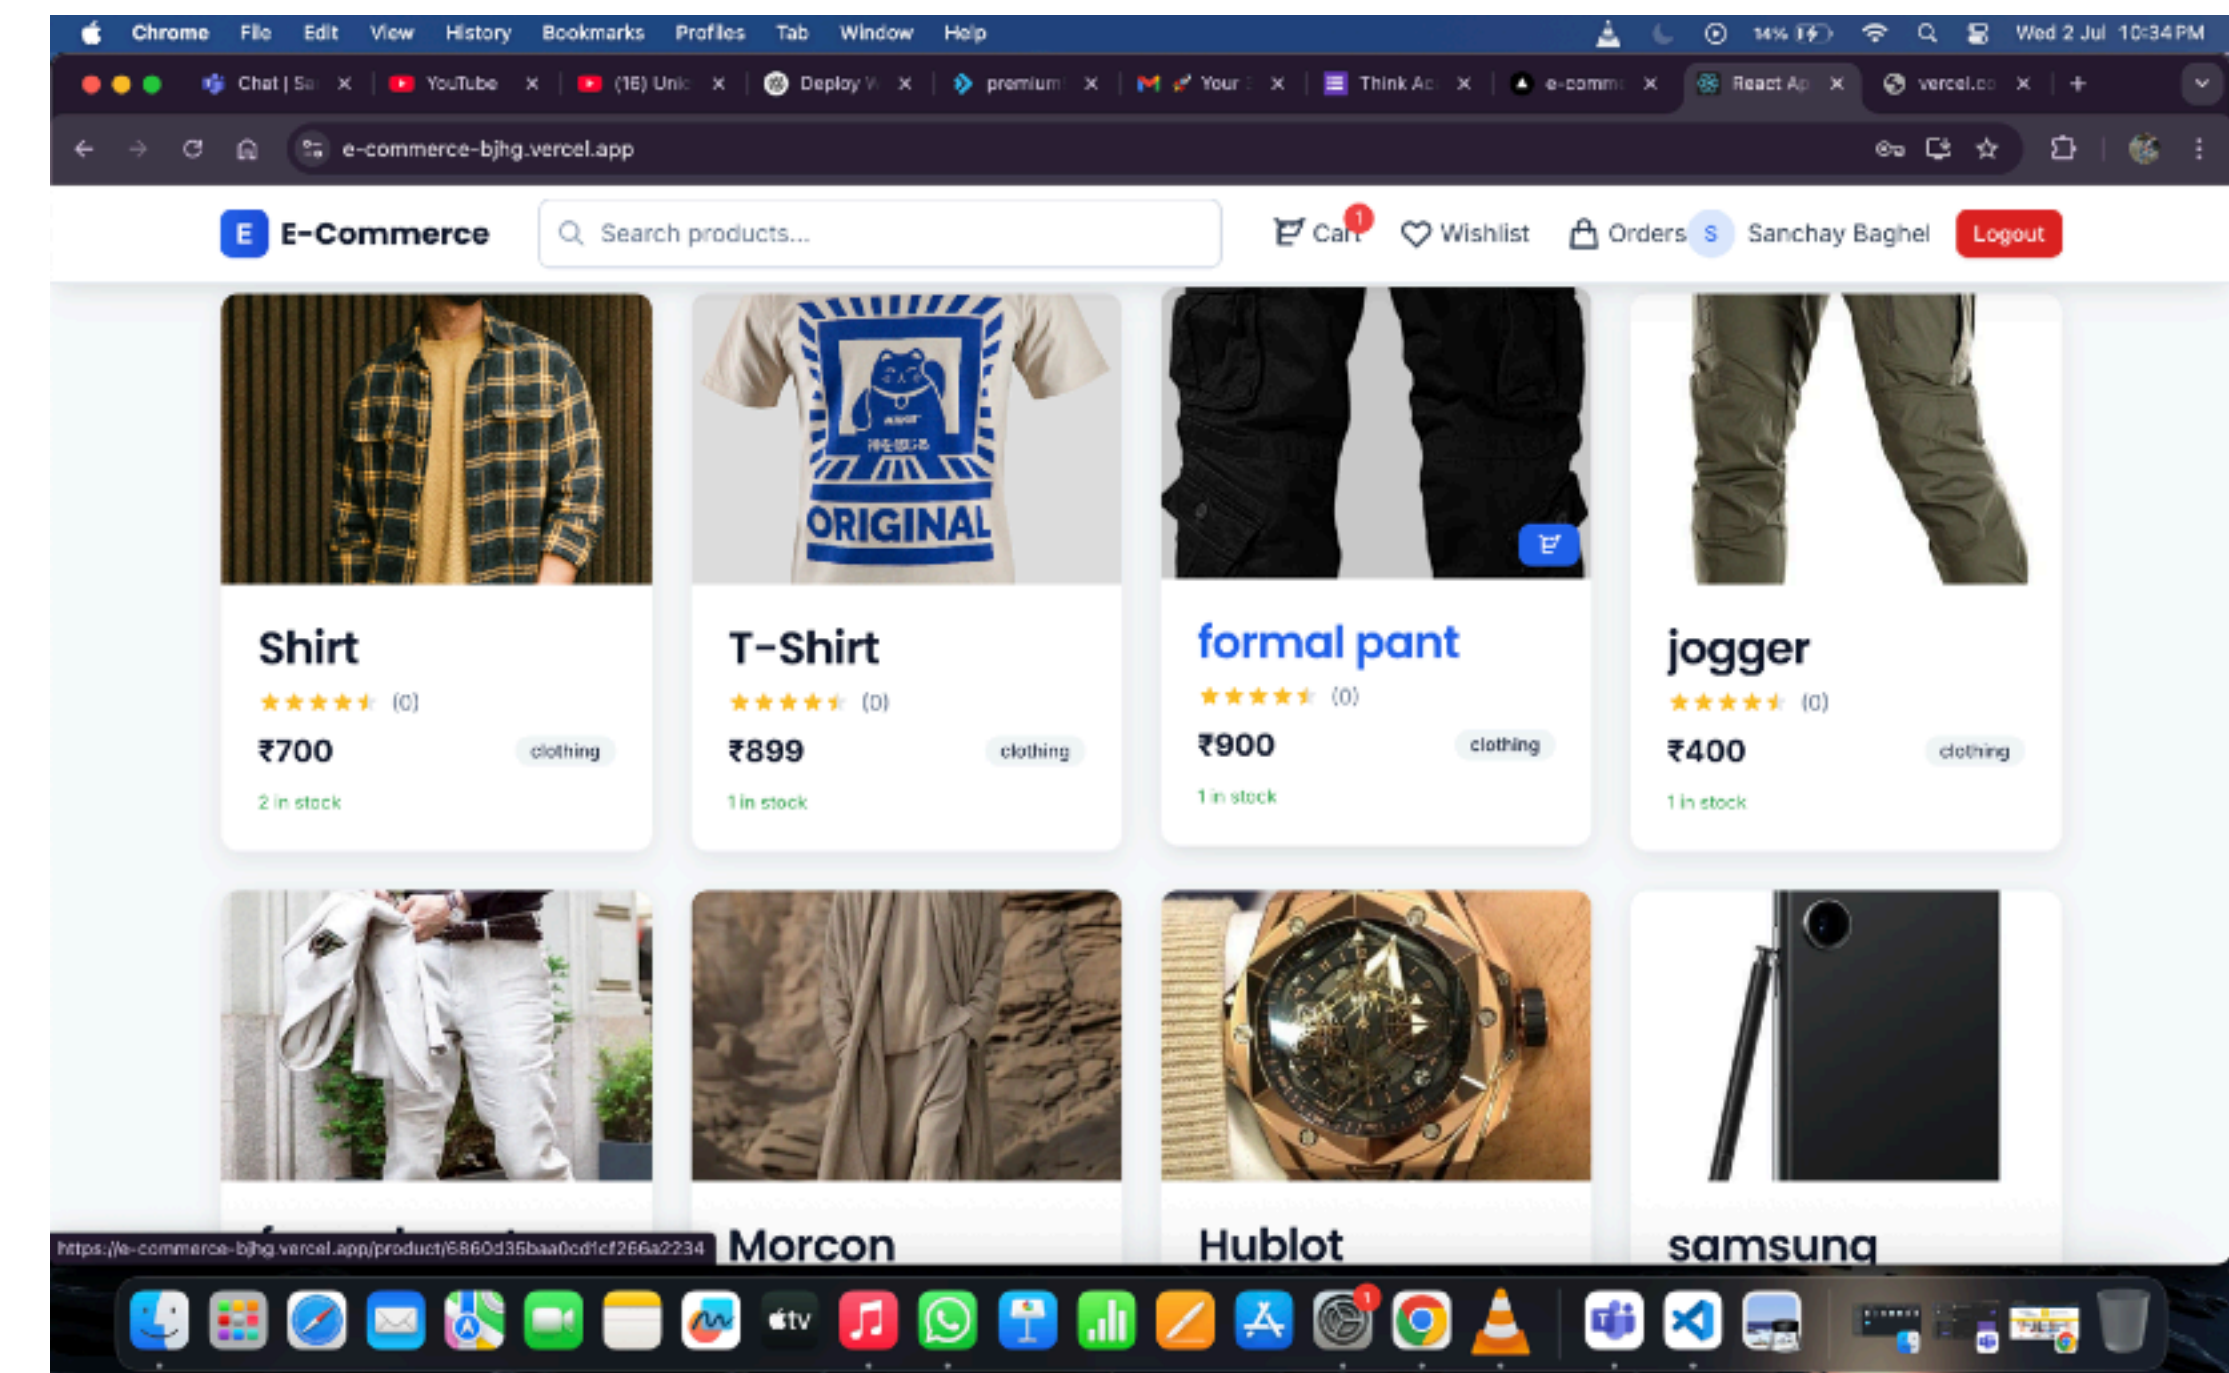 Chrome File Edit View History Bookmarks Profiles Tab Window Help 14% Wed 2 Jul 10:34 PM
Chat | Sa YouTube (16) Unic Deploy premium Your Think Ac e-comm React Ap vercel.co
e-commerce-bjhg.vercel.app
E E-Commerce Search products... Cart 1 Wishlist Orders S Sanchay Baghel Logout
ORIGINAL
Shirt T-Shirt formal pant jogger
(0) (0) (0) (0)
₹700 clothing ₹899 clothing ₹900 clothing ₹400 clothing
2 in stock 1 in stock 1 in stock 1 in stock
Morcon Hublot samsung
https://e-commerce-bjhg.vercel.app/product/6860d35baa0cd1cf266a2234
tv 1